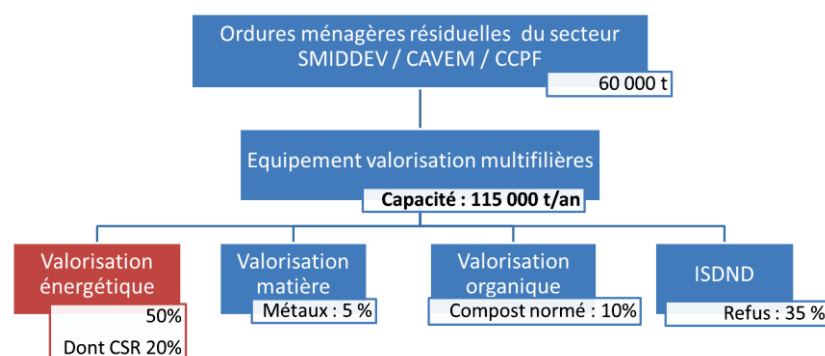 Ordures ménagères résiduelles du secteur
SMIDDEV / CAVEM / CCPF
60 000 t
Equipement valorisation multifilières
Capacité : 115 000 t/an
Valorisation
énergétique
50%
Dont CSR 20%
Valorisation
matière
Métaux : 5 %
Valorisation
organique
Compost normé : 10%
ISDND
Refus : 35 %